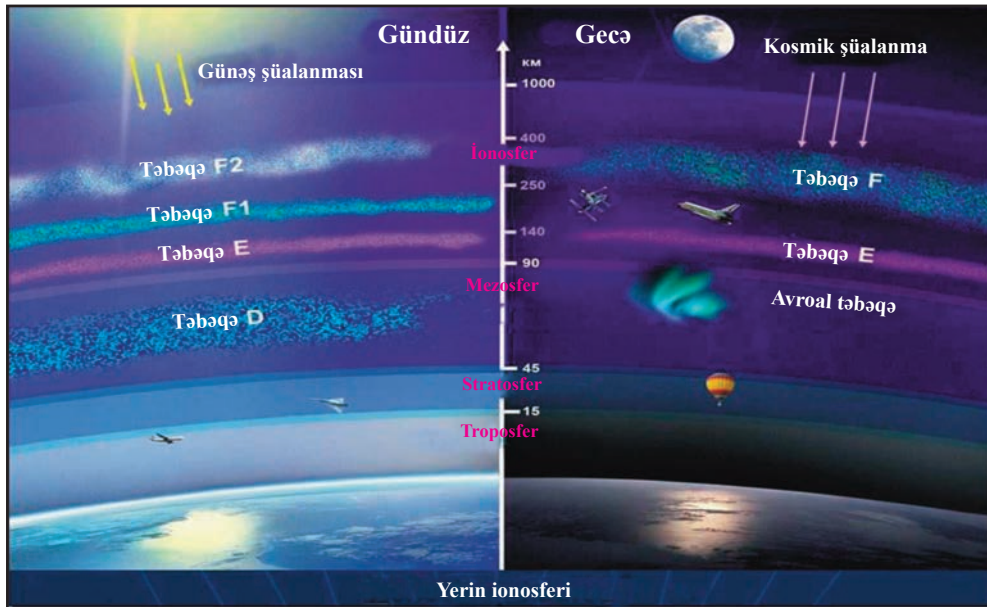 Gündüz
Gecə
Günəş şüalanması
Kosmik şüalanma
КМ
1000
400
İonosfer
Təbəqə F2
Təbəqə F
250
Təbəqə F1
140
Təbəqə E
Təbəqə E
90
Mezosfer
Avroal təbəqə
Təbəqə D
45
Stratosfer
15
Troposfer
Yerin ionosferi